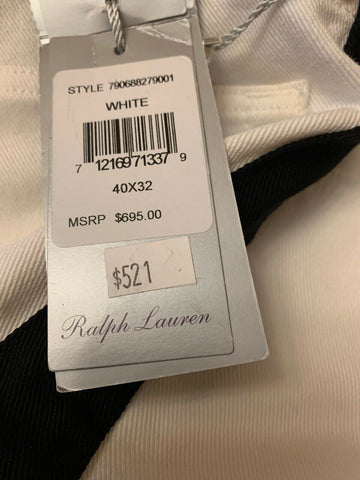 STYLE 790688279001
WHITE
7 12169 71337 9
40X32
MSRP $695.00
$521
Ralph Lauren